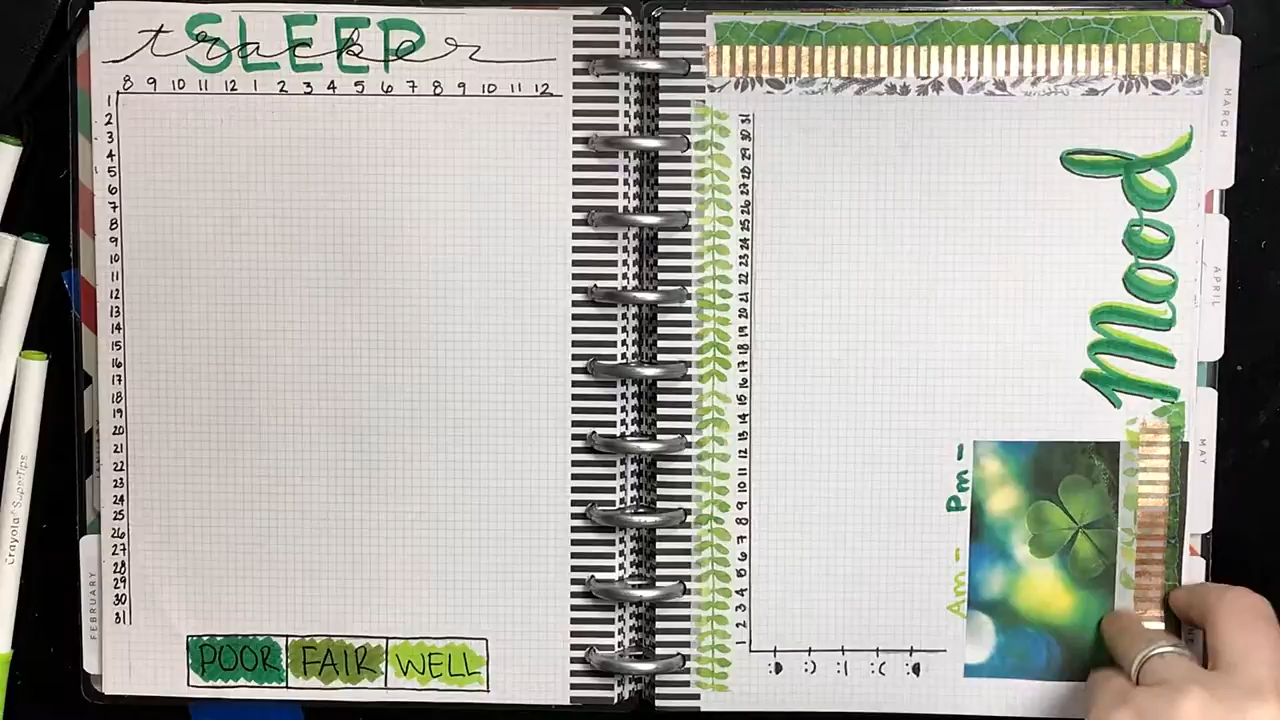 SLEEP
tracker
8 9 10 11 12 1 2 3 4 5 6 7 8 9 10 11 12
1
2
3
4
5
6
7
8
9
10
11
12
13
14
15
16
17
18
19
20
21
22
23
24
25
26
27
28
29
30
31
POOR FAIR WELL
FEBRUARY
Crayola SuperTips
Mood
1 2 3 4 5 6 7 8 9 10 11 12 13 14 15 16 17 18 19 20 21 22 23 24 25 26 27 28 29 30 31
Am -
Pm -
MARCH
APRIL
MAY